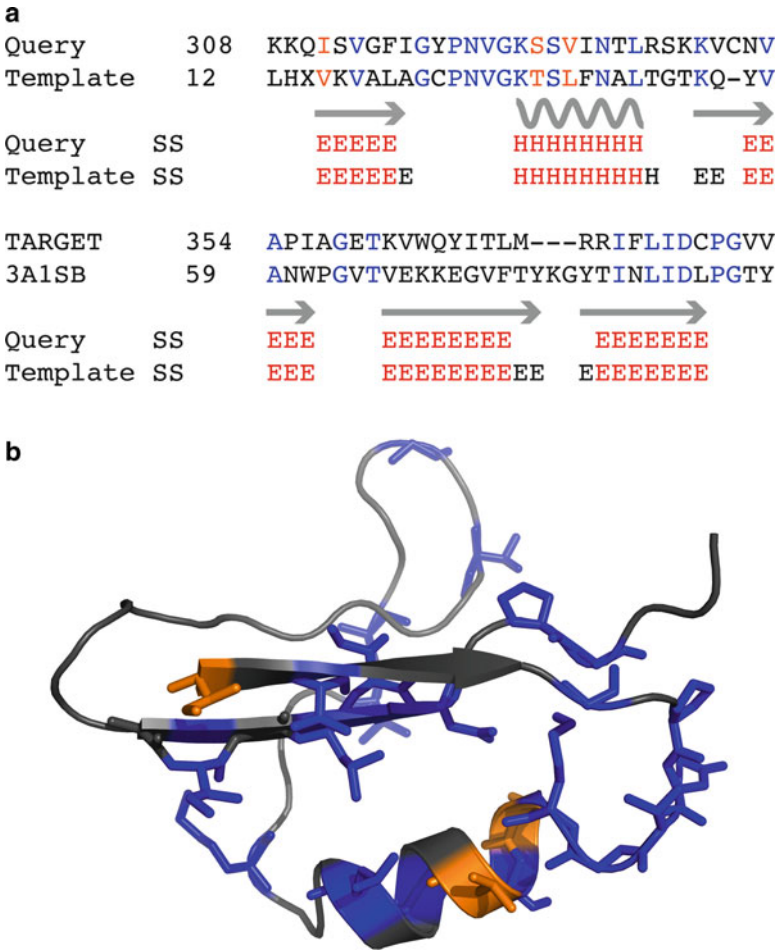 a
Query 308 KKQISVGFIGYPNVGKSSVINTLRSKKVCNV
Template 12 LHXVKVALAGCPNVGKTSLFNALTGTKQ-YV
Query SS EEEEE HHHHHHHH EE
Template SS EEEEEE HHHHHHHHH EE EE
TARGET 354 APIAGETKVWQYITLM---RRIFLIDCPGVV
3A1SB 59 ANWPGVTVEKKEGVFTYKGYTINLIDLPGTY
Query SS EEE EEEEEEEE EEEEEEE
Template SS EEE EEEEEEEEEE EEEEEEEE
b